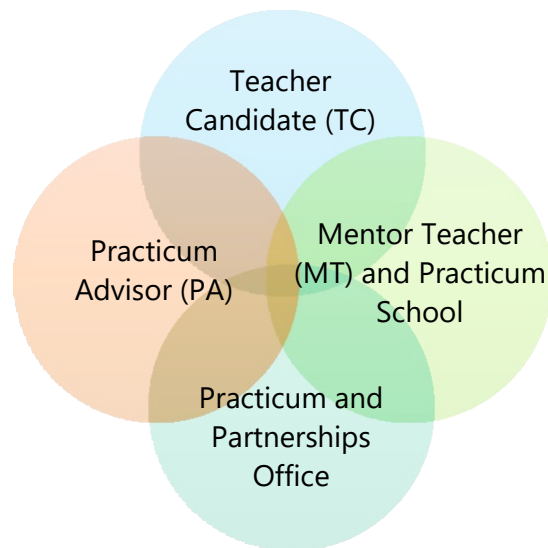 Teacher
Candidate (TC)
Practicum
Advisor (PA)
Mentor Teacher
(MT) and Practicum
School
Practicum and
Partnerships
Office